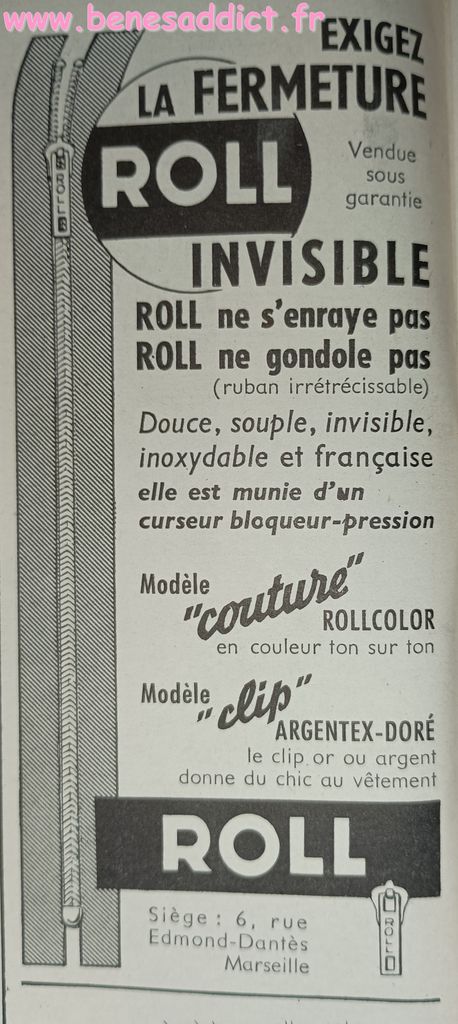 www.benesaddict.fr
EXIGEZ
LA FERMETURE
ROLL
Vendue
sous
garantie
INVISIBLE
ROLL ne s'enraye pas
ROLL ne gondole pas
(ruban irrétrécissable)
Douce, souple, invisible,
inoxydable et française
elle est munie d'un
curseur bloqueur-pression
Modèle "couture"
ROLLCOLOR
en couleur ton sur ton
Modèle "clip"
ARGENTEX-DORÉ
le clip or ou argent
donne du chic au vêtement
ROLL
Siège : 6, rue
Edmond-Dantès
Marseille
ROLL
ROLL